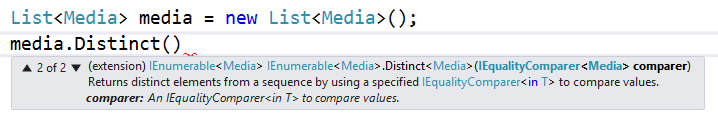 List<Media> media = new List<Media>();
media.Distinct()
▲ 2 of 2 ▼ (extension) IEnumerable<Media> IEnumerable<Media>.Distinct<Media>(IEqualityComparer<Media> comparer)
Returns distinct elements from a sequence by using a specified IEqualityComparer<in T> to compare values.
comparer: An IEqualityComparer<in T> to compare values.